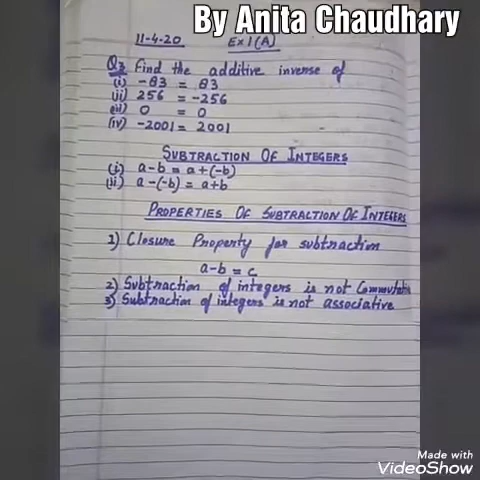 By Anita Chaudhary
11-4-20 Ex 1(A)
Q3 Find the additive inverse of
(i) -83 = 83
(ii) 256 = -256
(iii) 0 = 0
(iv) -2001 = 2001
SUBTRACTION OF INTEGERS
(i) a-b = a+(-b)
(ii) a-(-b) = a+b
PROPERTIES OF SUBTRACTION OF INTEGERS
1) Closure Property for subtraction
a-b = c
2) Subtraction of integers is not Commutative
3) Subtraction of integers is not associative
Made with
VideoShow